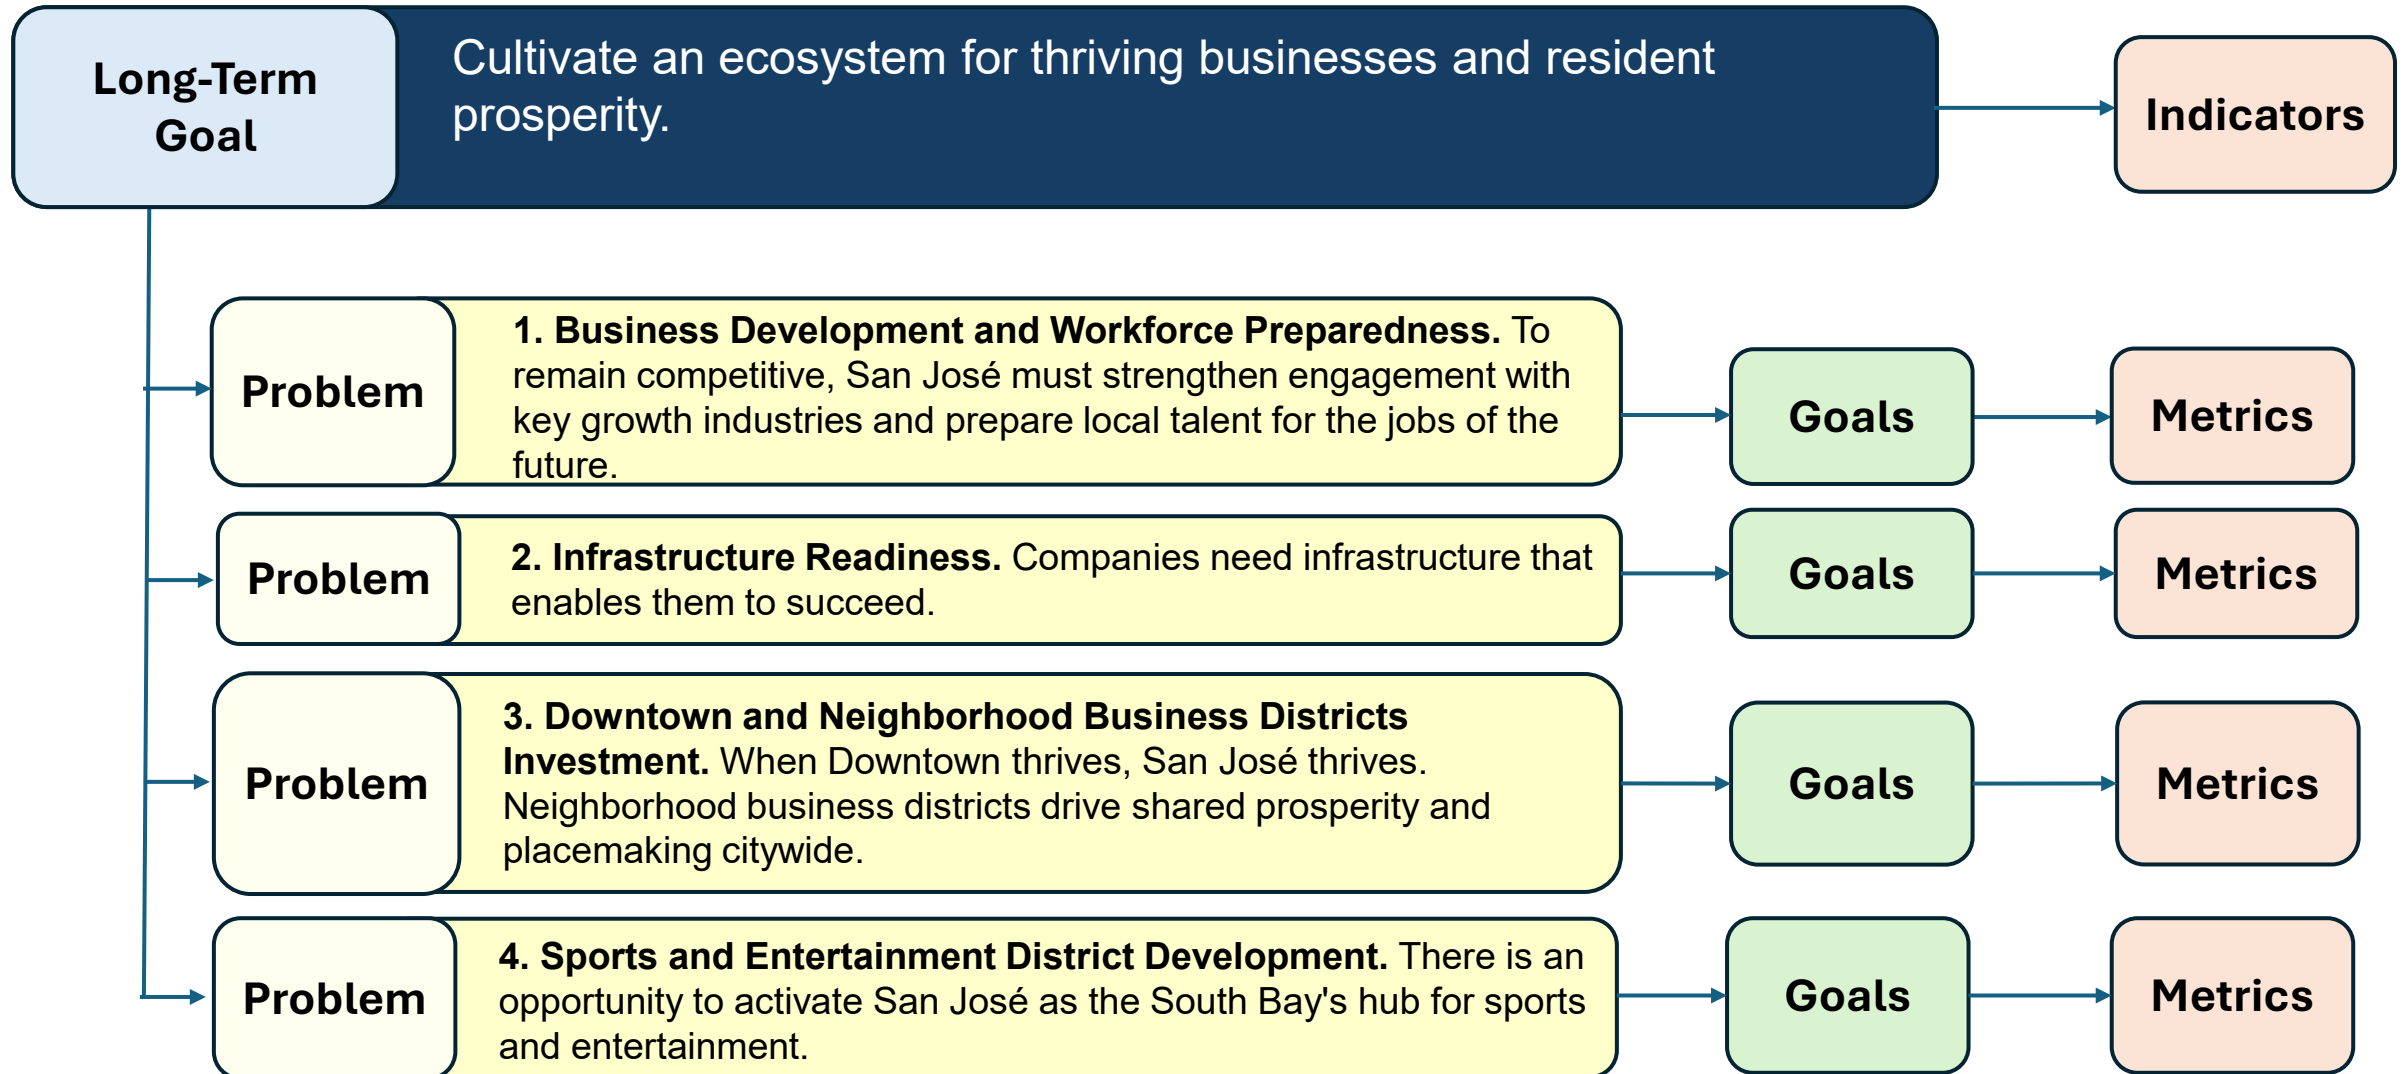 Long-Term
Goal
Cultivate an ecosystem for thriving businesses and resident
prosperity.
Indicators
Problem
1. Business Development and Workforce Preparedness. To
remain competitive, San José must strengthen engagement with
key growth industries and prepare local talent for the jobs of the
future.
Goals
Metrics
Problem
2. Infrastructure Readiness. Companies need infrastructure that
enables them to succeed.
Goals
Metrics
Problem
3. Downtown and Neighborhood Business Districts
Investment. When Downtown thrives, San José thrives.
Neighborhood business districts drive shared prosperity and
placemaking citywide.
Goals
Metrics
Problem
4. Sports and Entertainment District Development. There is an
opportunity to activate San José as the South Bay's hub for sports
and entertainment.
Goals
Metrics